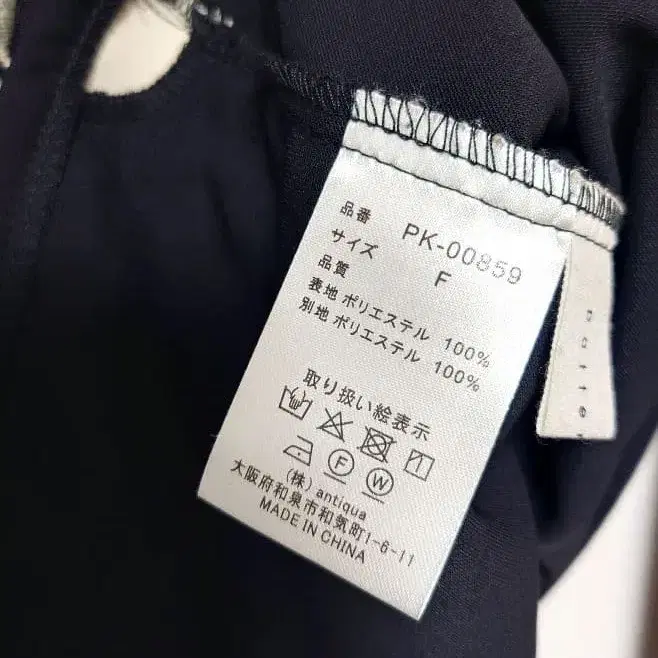 品番 PK-00859
サイズ F
品質
表地 ポリエステル 100%
別地 ポリエステル 100%
取り扱い絵表示
F W
(株) antiqua
大阪府和泉市和気町1-6-11
MADE IN CHINA